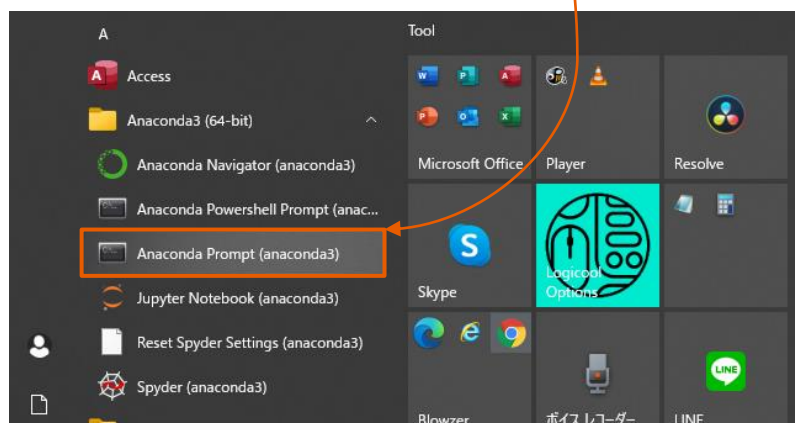 A
Access
Anaconda3 (64-bit)
Anaconda Navigator (anaconda3)
Anaconda Powershell Prompt (anac...
Anaconda Prompt (anaconda3)
Jupyter Notebook (anaconda3)
Reset Spyder Settings (anaconda3)
Spyder (anaconda3)
Tool
Microsoft Office
Player
Resolve
Skype
Logicool
Options
Blowzer
ボイス レコーダー
LINE
LINE